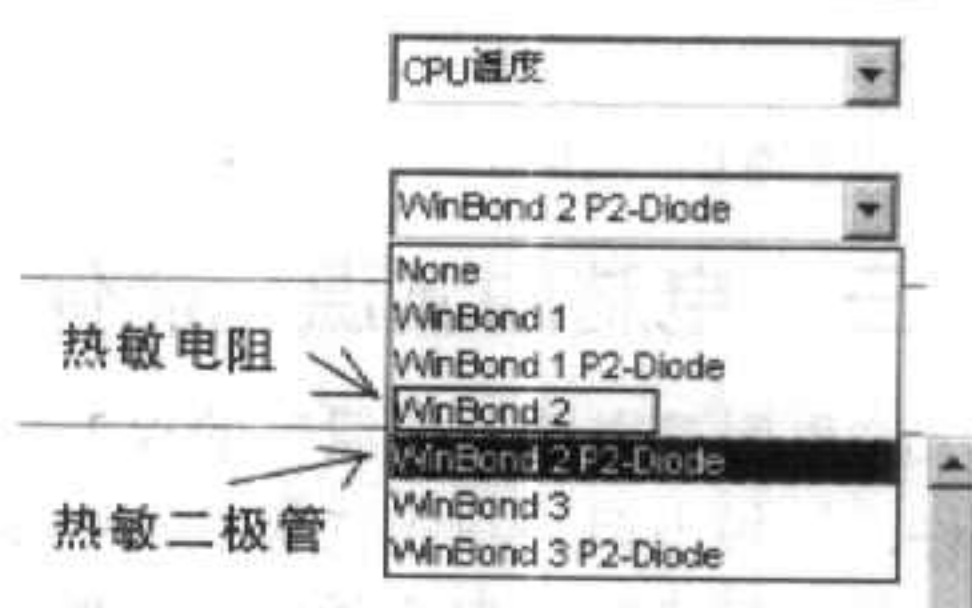 CPU温度
WinBond 2 P2-Diode
None
WinBond 1
热敏电阻
WinBond 1 P2-Diode
WinBond 2
WinBond 2 P2-Diode
热敏二极管
WinBond 3
WinBond 3 P2-Diode